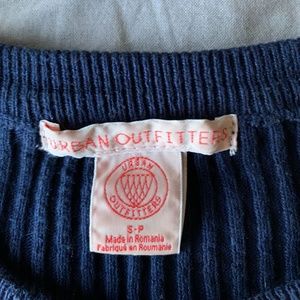 URBAN OUTFITTERS
URBAN
OUTFITTERS
S-P
Made in Romania
Fabriqué en Roumanie